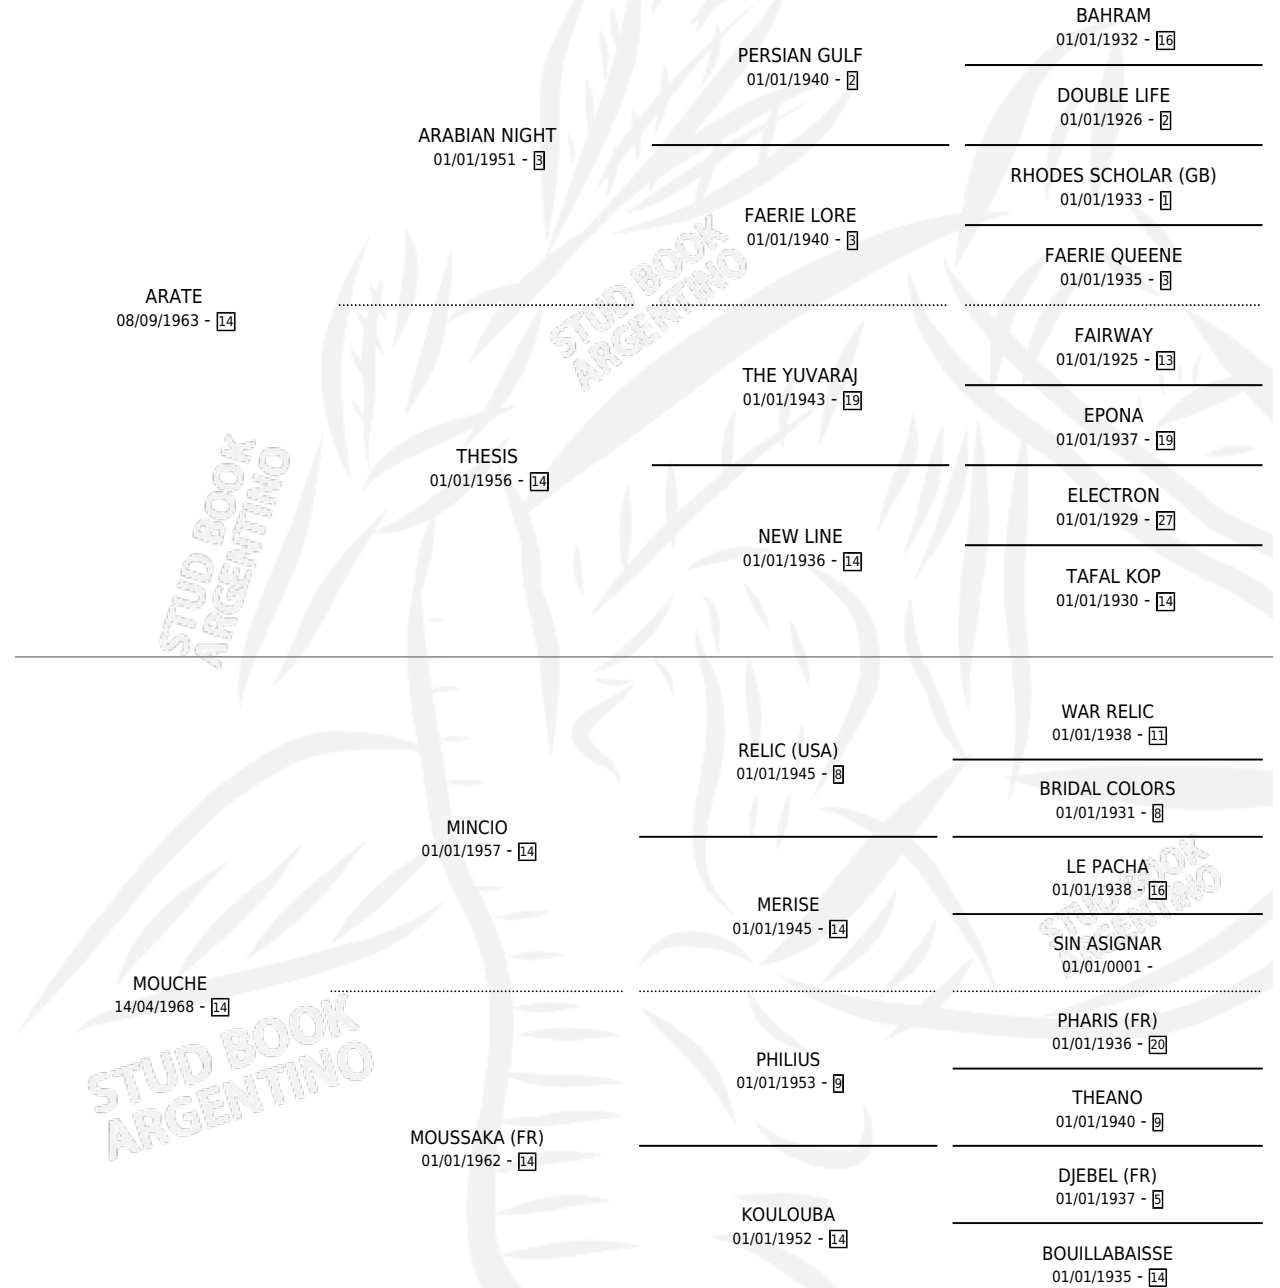 BAHRAM
01/01/1932 - 16
PERSIAN GULF
01/01/1940 - 2
DOUBLE LIFE
01/01/1926 - 2
ARABIAN NIGHT
01/01/1951 - 3
RHODES SCHOLAR (GB)
01/01/1933 - 1
FAERIE LORE
01/01/1940 - 3
FAERIE QUEENE
01/01/1935 - 3
ARATE
08/09/1963 - 14
FAIRWAY
01/01/1925 - 13
THE YUVARAJ
01/01/1943 - 19
EPONA
01/01/1937 - 19
THESIS
01/01/1956 - 14
ELECTRON
01/01/1929 - 27
NEW LINE
01/01/1936 - 14
TAFAL KOP
01/01/1930 - 14
WAR RELIC
01/01/1938 - 11
RELIC (USA)
01/01/1945 - 8
BRIDAL COLORS
01/01/1931 - 8
MINCIO
01/01/1957 - 14
LE PACHA
01/01/1938 - 16
MERISE
01/01/1945 - 14
SIN ASIGNAR
01/01/0001 -
MOUCHE
14/04/1968 - 14
PHARIS (FR)
01/01/1936 - 20
PHILIUS
01/01/1953 - 9
THEANO
01/01/1940 - 9
MOUSSAKA (FR)
01/01/1962 - 14
DJEBEL (FR)
01/01/1937 - 5
KOULOUBA
01/01/1952 - 14
BOUILLABAISSE
01/01/1935 - 14
STUD BOOK
ARGENTINO
STUD BOOK
ARGENTINO
STUD BOOK
ARGENTINO
STUD BOOK
ARGENTINO